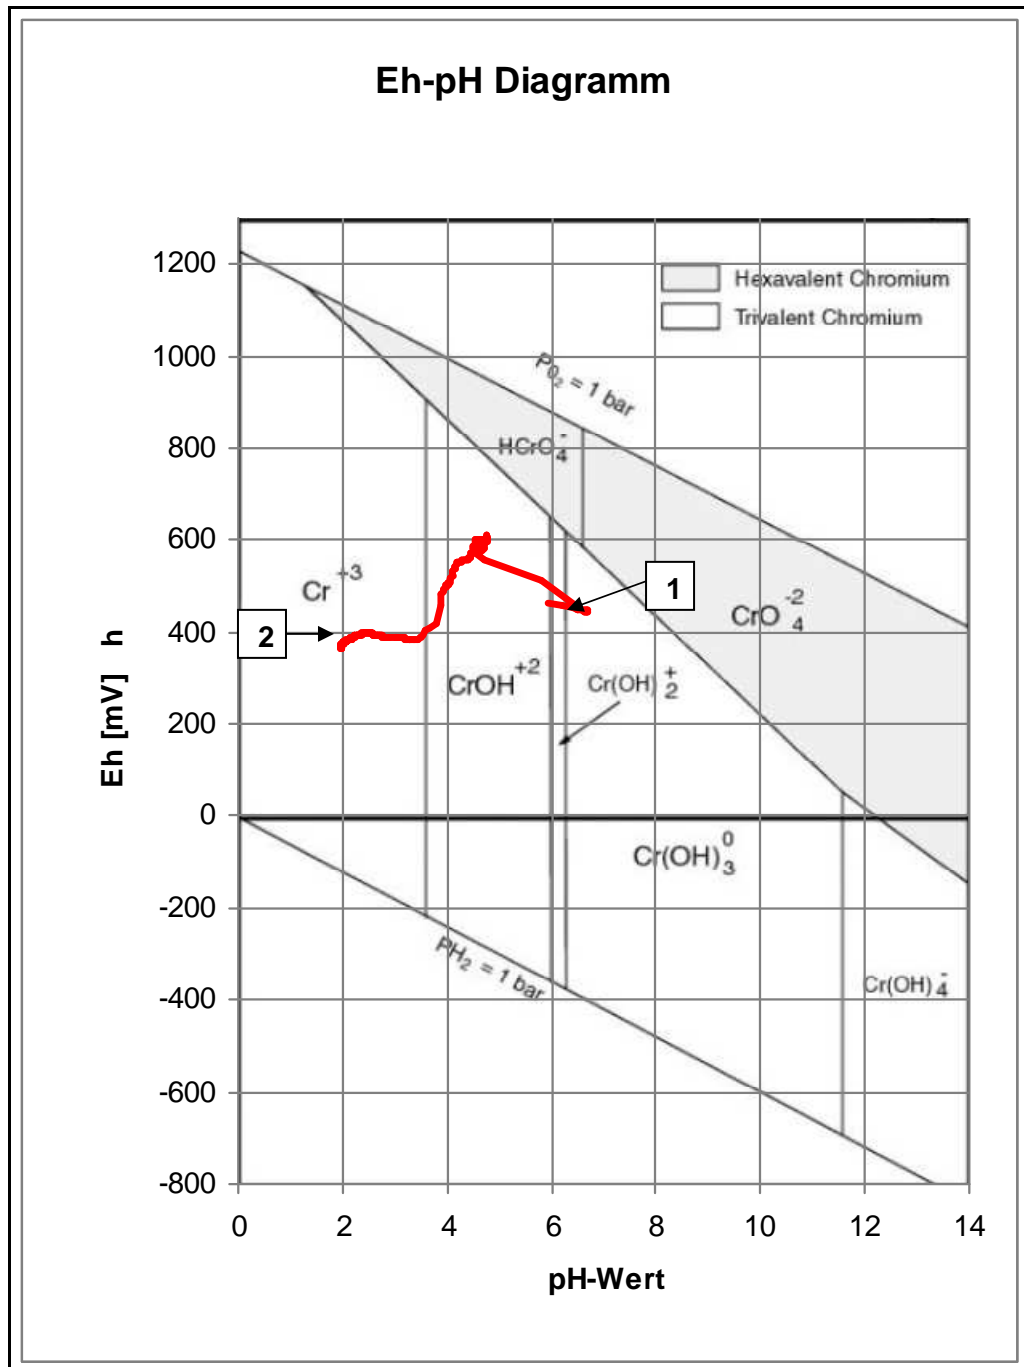 Eh-pH Diagramm
1200
1000
800
600
400
200
0
-200
-400
-600
-800
Eh [mV] h
Hexavalent Chromium
Trivalent Chromium
P0₂ = 1 bar
HCrO₄⁻
Cr⁺³
1
CrO₄⁻²
2
CrOH⁺²
Cr(OH)₂⁺
Cr(OH)₃⁰
PH₂ = 1 bar
Cr(OH)₄⁻
0 2 4 6 8 10 12 14
pH-Wert